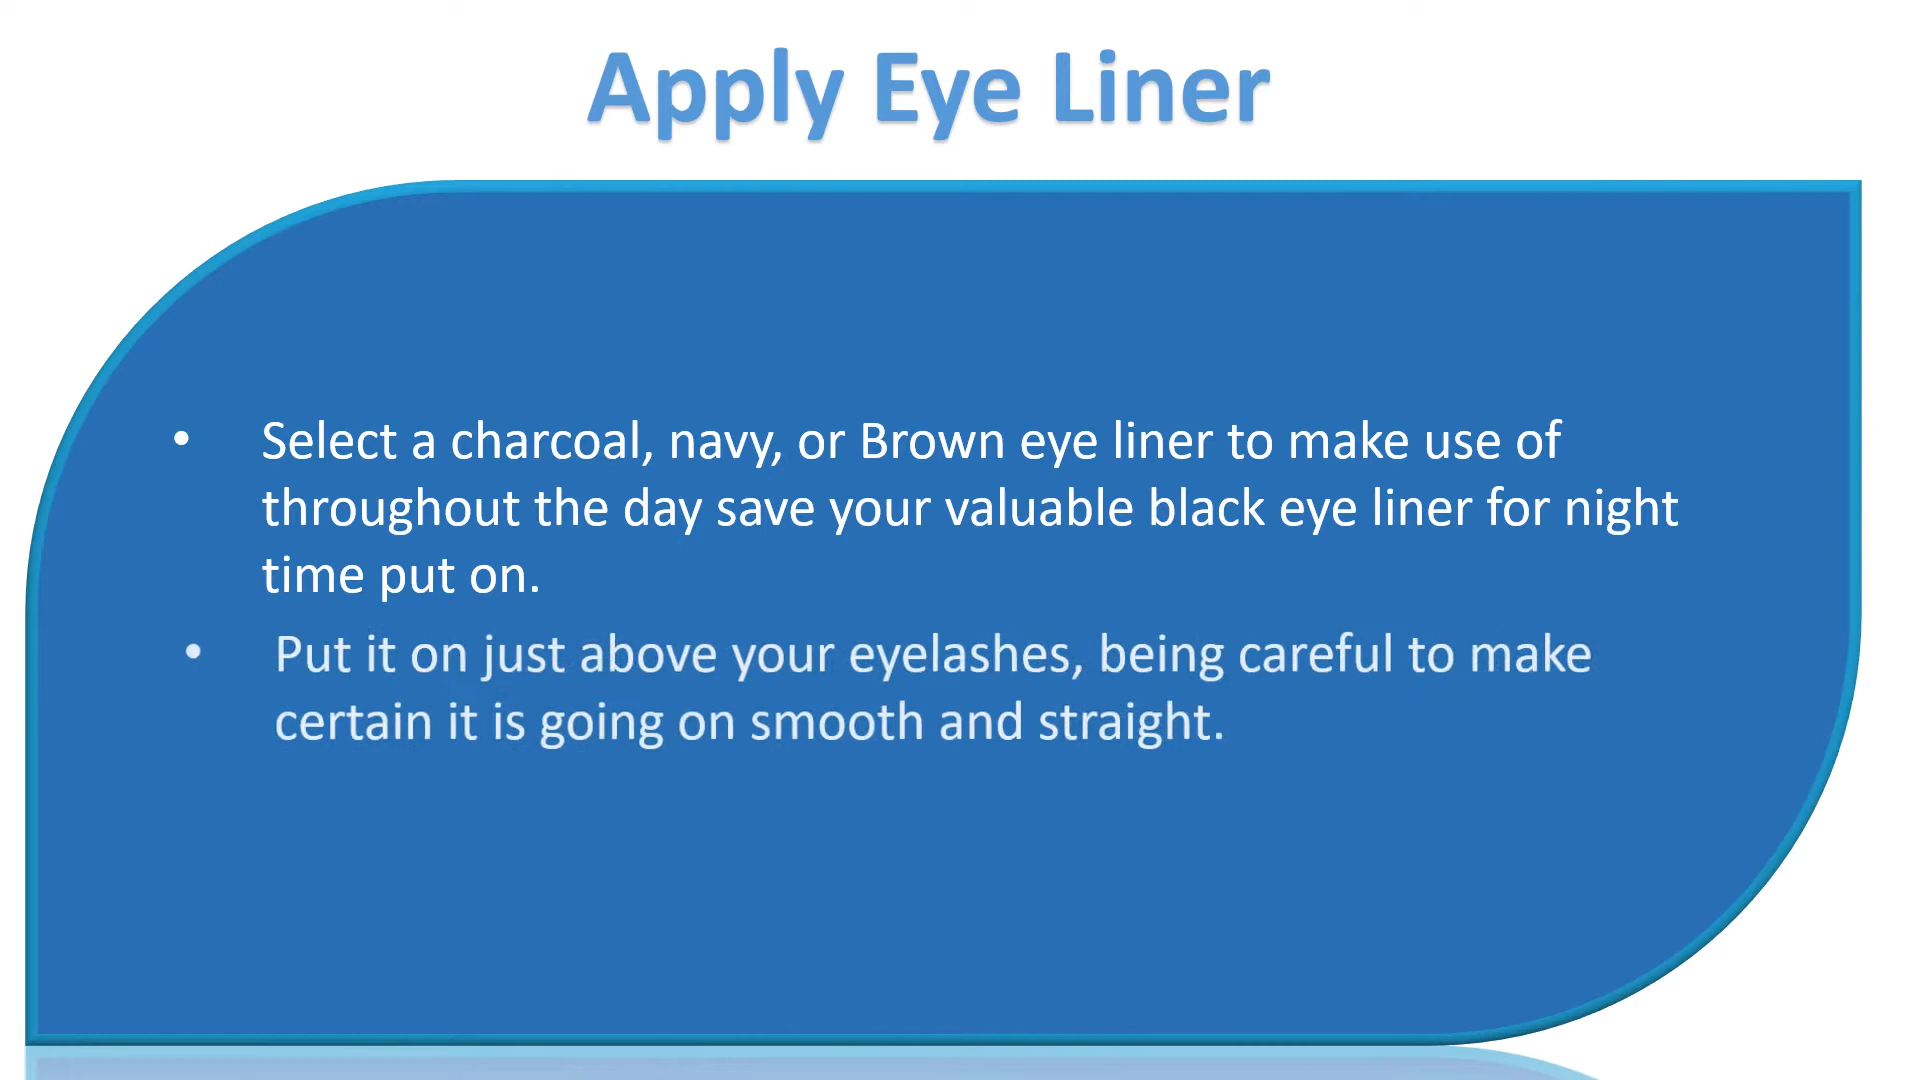 Apply Eye Liner
• Select a charcoal, navy, or Brown eye liner to make use of
throughout the day save your valuable black eye liner for night
time put on.
• Put it on just above your eyelashes, being careful to make
certain it is going on smooth and straight.